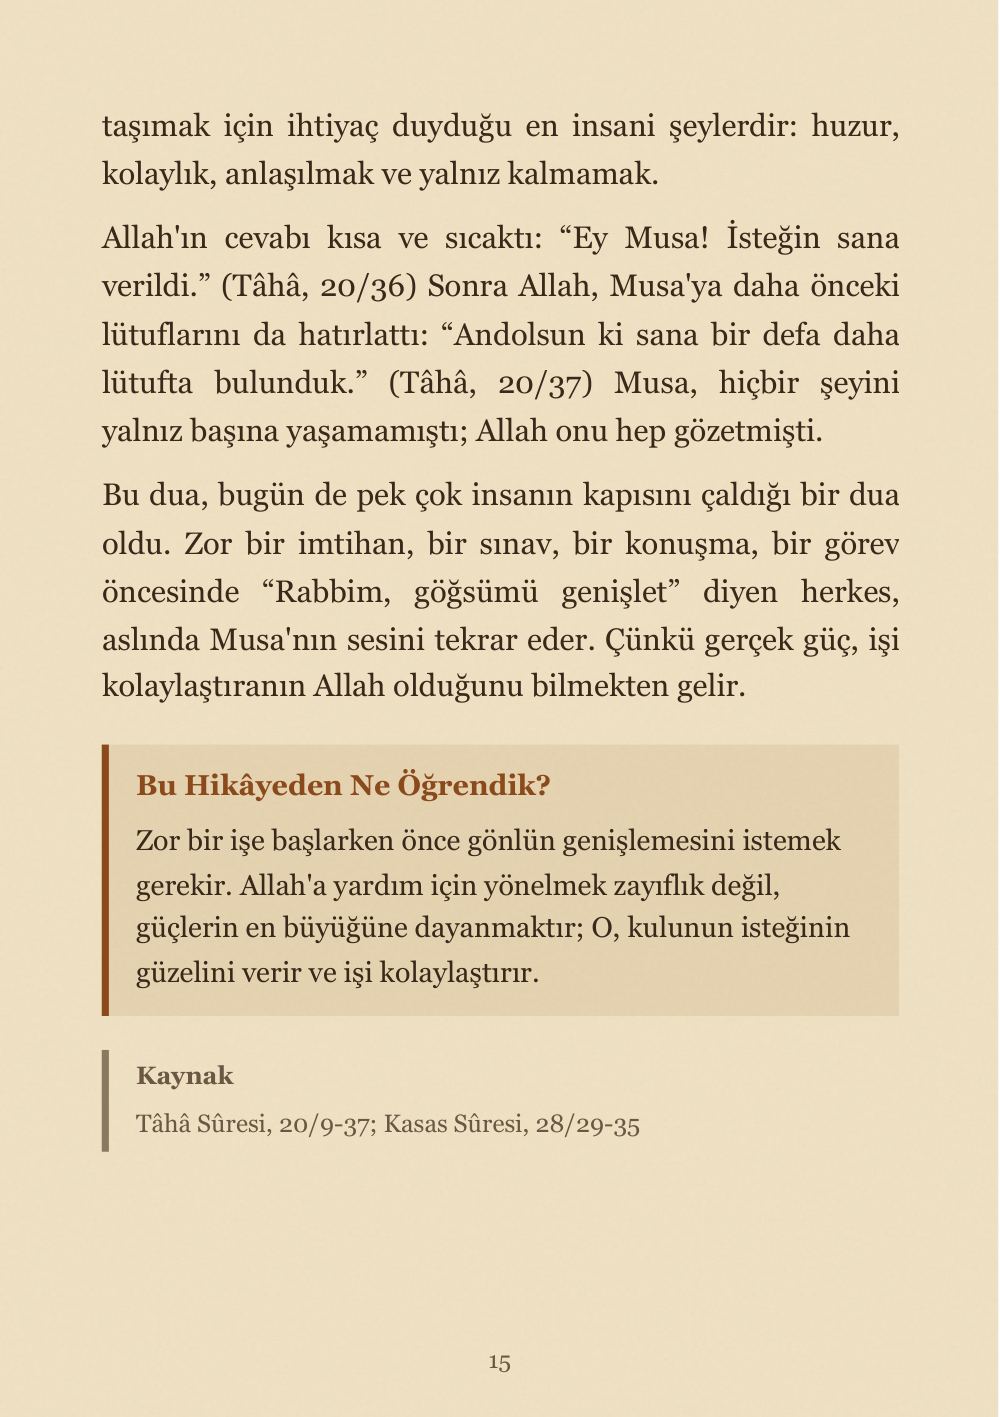 taşımak için ihtiyaç duyduğu en insani şeylerdir: huzur,
kolaylık, anlaşılmak ve yalnız kalmamak.
Allah'ın cevabı kısa ve sıcaktı: “Ey Musa! İsteğin sana
verildi.” (Tâhâ, 20/36) Sonra Allah, Musa'ya daha önceki
lütuflarını da hatırlattı: “Andolsun ki sana bir defa daha
lütufta bulunduk.” (Tâhâ, 20/37) Musa, hiçbir şeyini
yalnız başına yaşamamıştı; Allah onu hep gözetmişti.
Bu dua, bugün de pek çok insanın kapısını çaldığı bir dua
oldu. Zor bir imtihan, bir sınav, bir konuşma, bir görev
öncesinde “Rabbim, göğsümü genişlet” diyen herkes,
aslında Musa'nın sesini tekrar eder. Çünkü gerçek güç, işi
kolaylaştıranın Allah olduğunu bilmekten gelir.
Bu Hikâyeden Ne Öğrendik?
Zor bir işe başlarken önce gönlün genişlemesini istemek
gerekir. Allah'a yardım için yönelmek zayıflık değil,
güçlerin en büyüğüne dayanmaktır; O, kulunun isteğinin
güzelini verir ve işi kolaylaştırır.
Kaynak
Tâhâ Sûresi, 20/9-37; Kasas Sûresi, 28/29-35
15